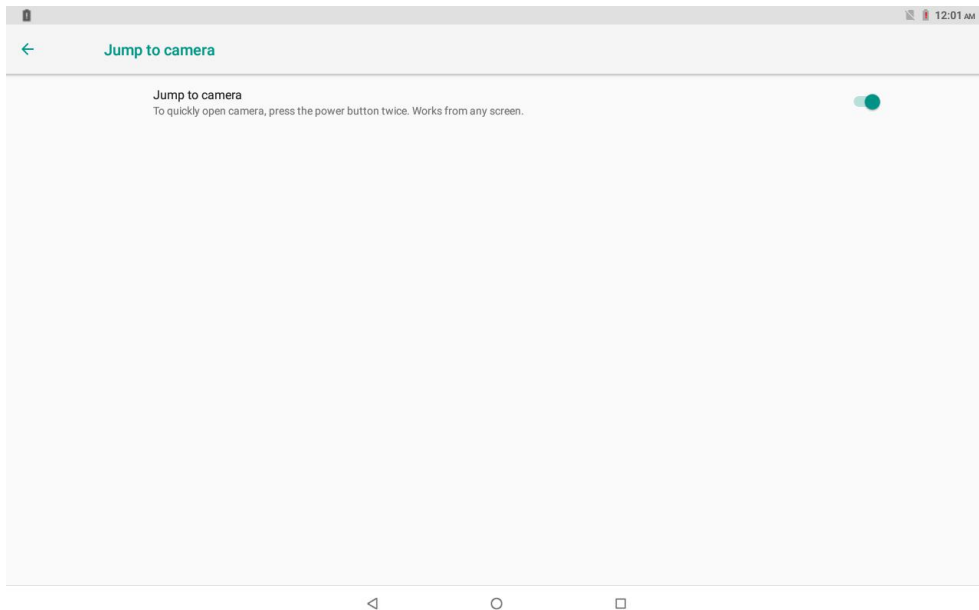 12:01 AM
Jump to camera
Jump to camera
To quickly open camera, press the power button twice. Works from any screen.